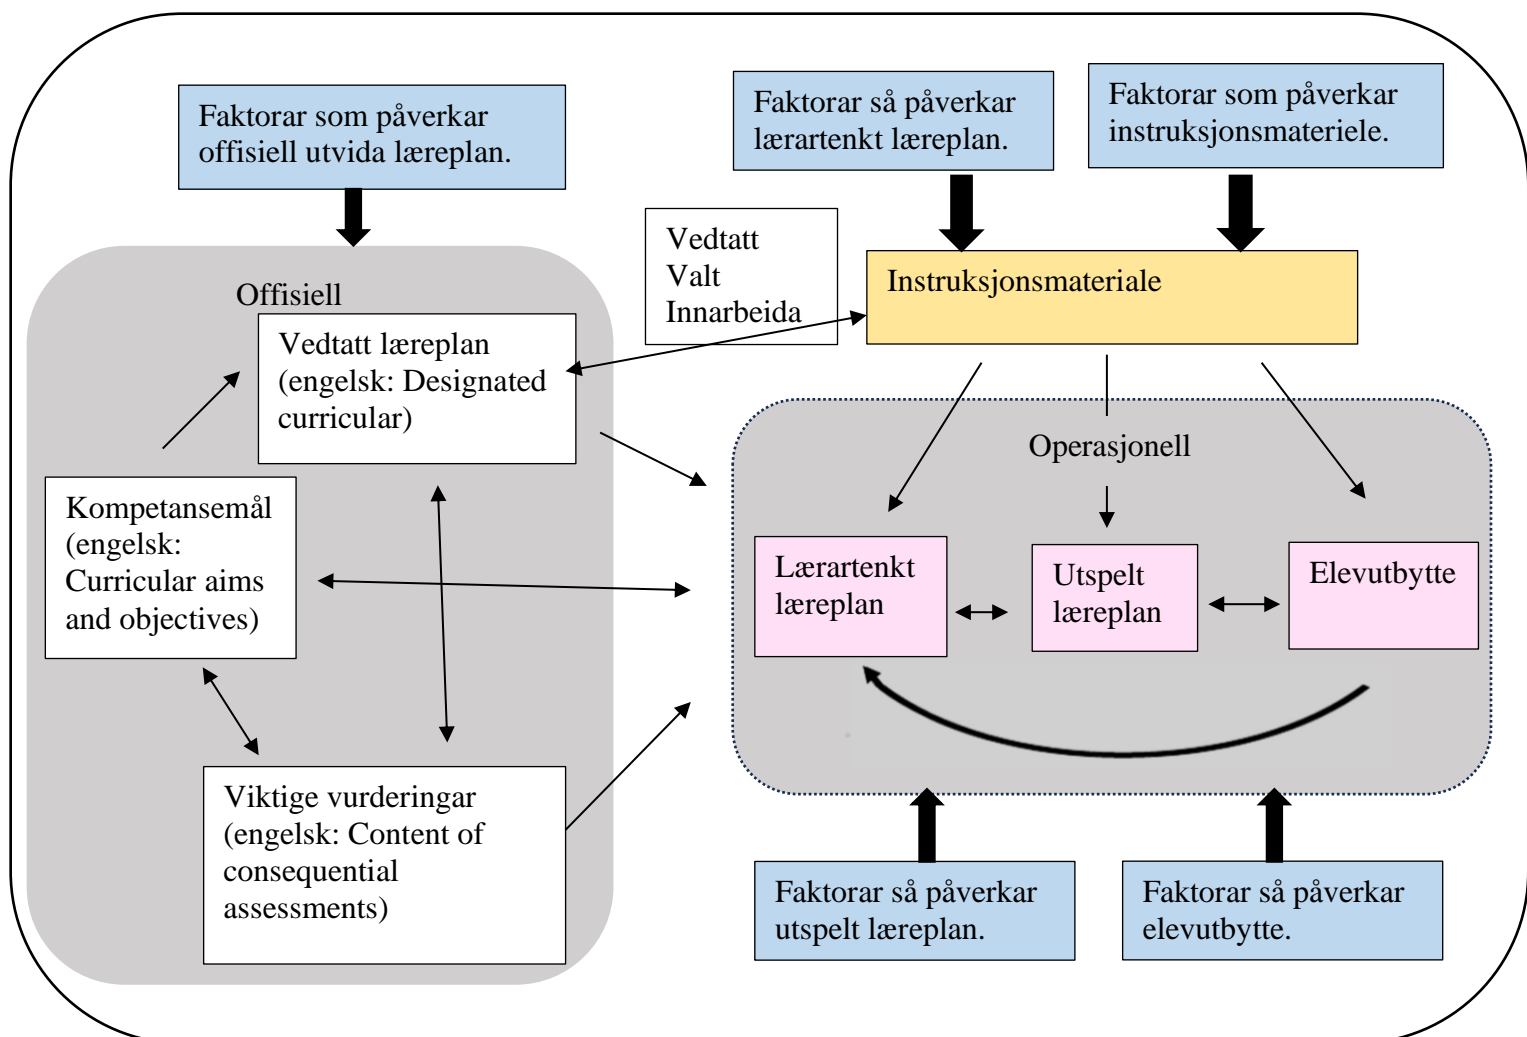 Faktorar som påverkar
offisiell utvida læreplan.
Faktorar så påverkar
lærartenkt læreplan.
Faktorar som påverkar
instruksjonsmateriele.
Vedtatt
Valt
Innarbeida
Instruksjonsmateriale
Offisiell
Vedtatt læreplan
(engelsk: Designated
curricular)
Kompetansemål
(engelsk:
Curricular aims
and objectives)
Viktige vurderingar
(engelsk: Content of
consequential
assessments)
Operasjonell
Lærartenkt
læreplan
Utspelt
læreplan
Elevutbytte
Faktorar så påverkar
utspelt læreplan.
Faktorar så påverkar
elevutbytte.